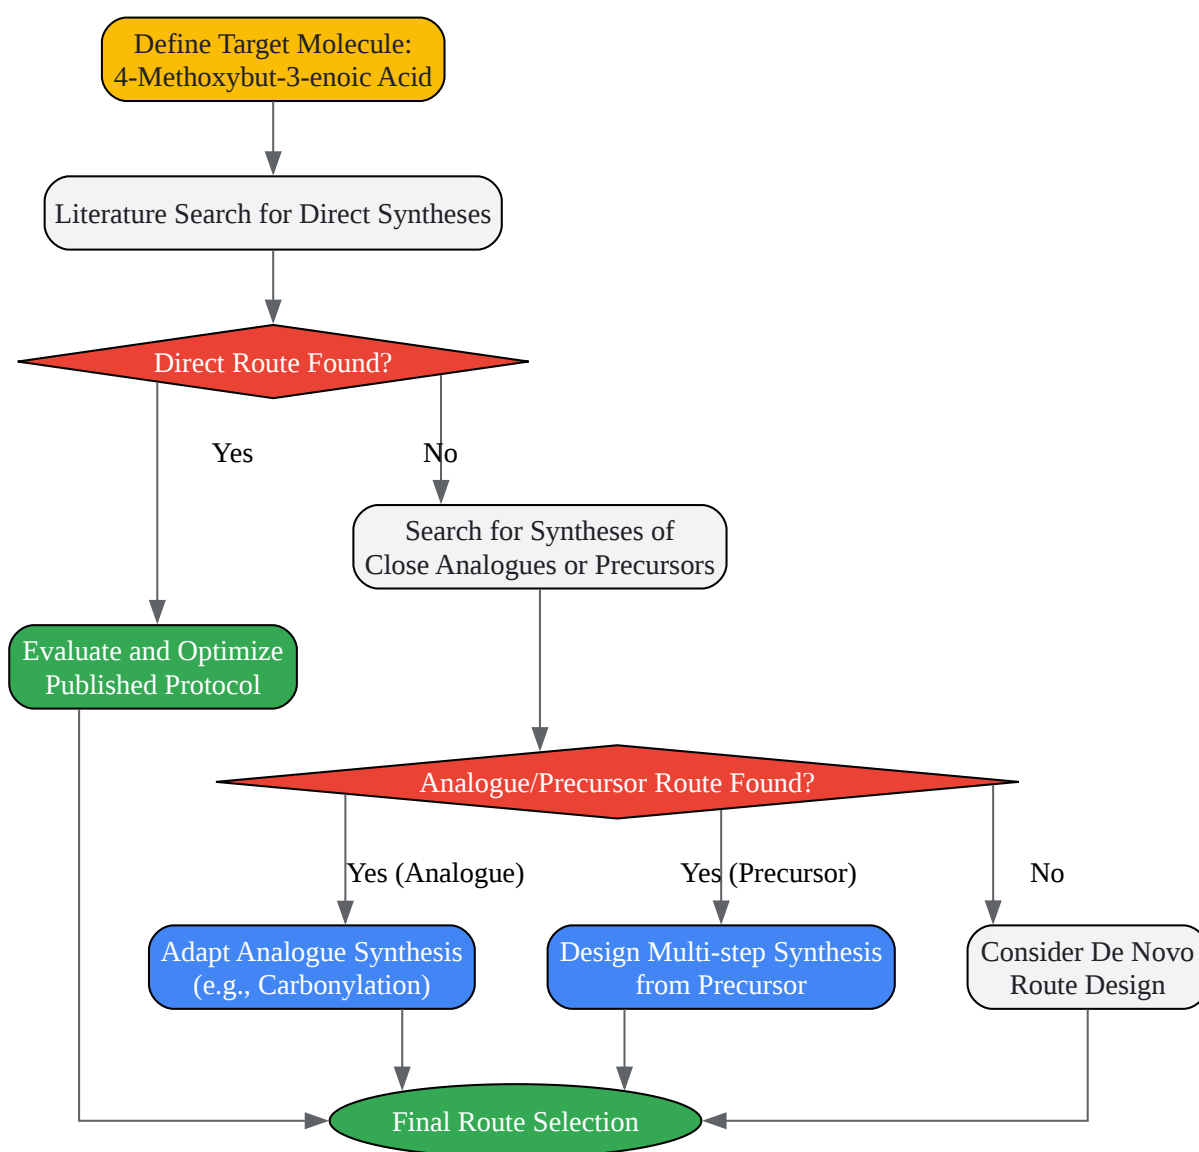 Define Target Molecule:
4-Methoxybut-3-enoic Acid
Literature Search for Direct Syntheses
Direct Route Found?
Yes
No
Search for Syntheses of
Close Analogues or Precursors
Evaluate and Optimize
Published Protocol
Analogue/Precursor Route Found?
Yes (Analogue)
Yes (Precursor)
No
Adapt Analogue Synthesis
(e.g., Carbonylation)
Design Multi-step Synthesis
from Precursor
Consider De Novo
Route Design
Final Route Selection